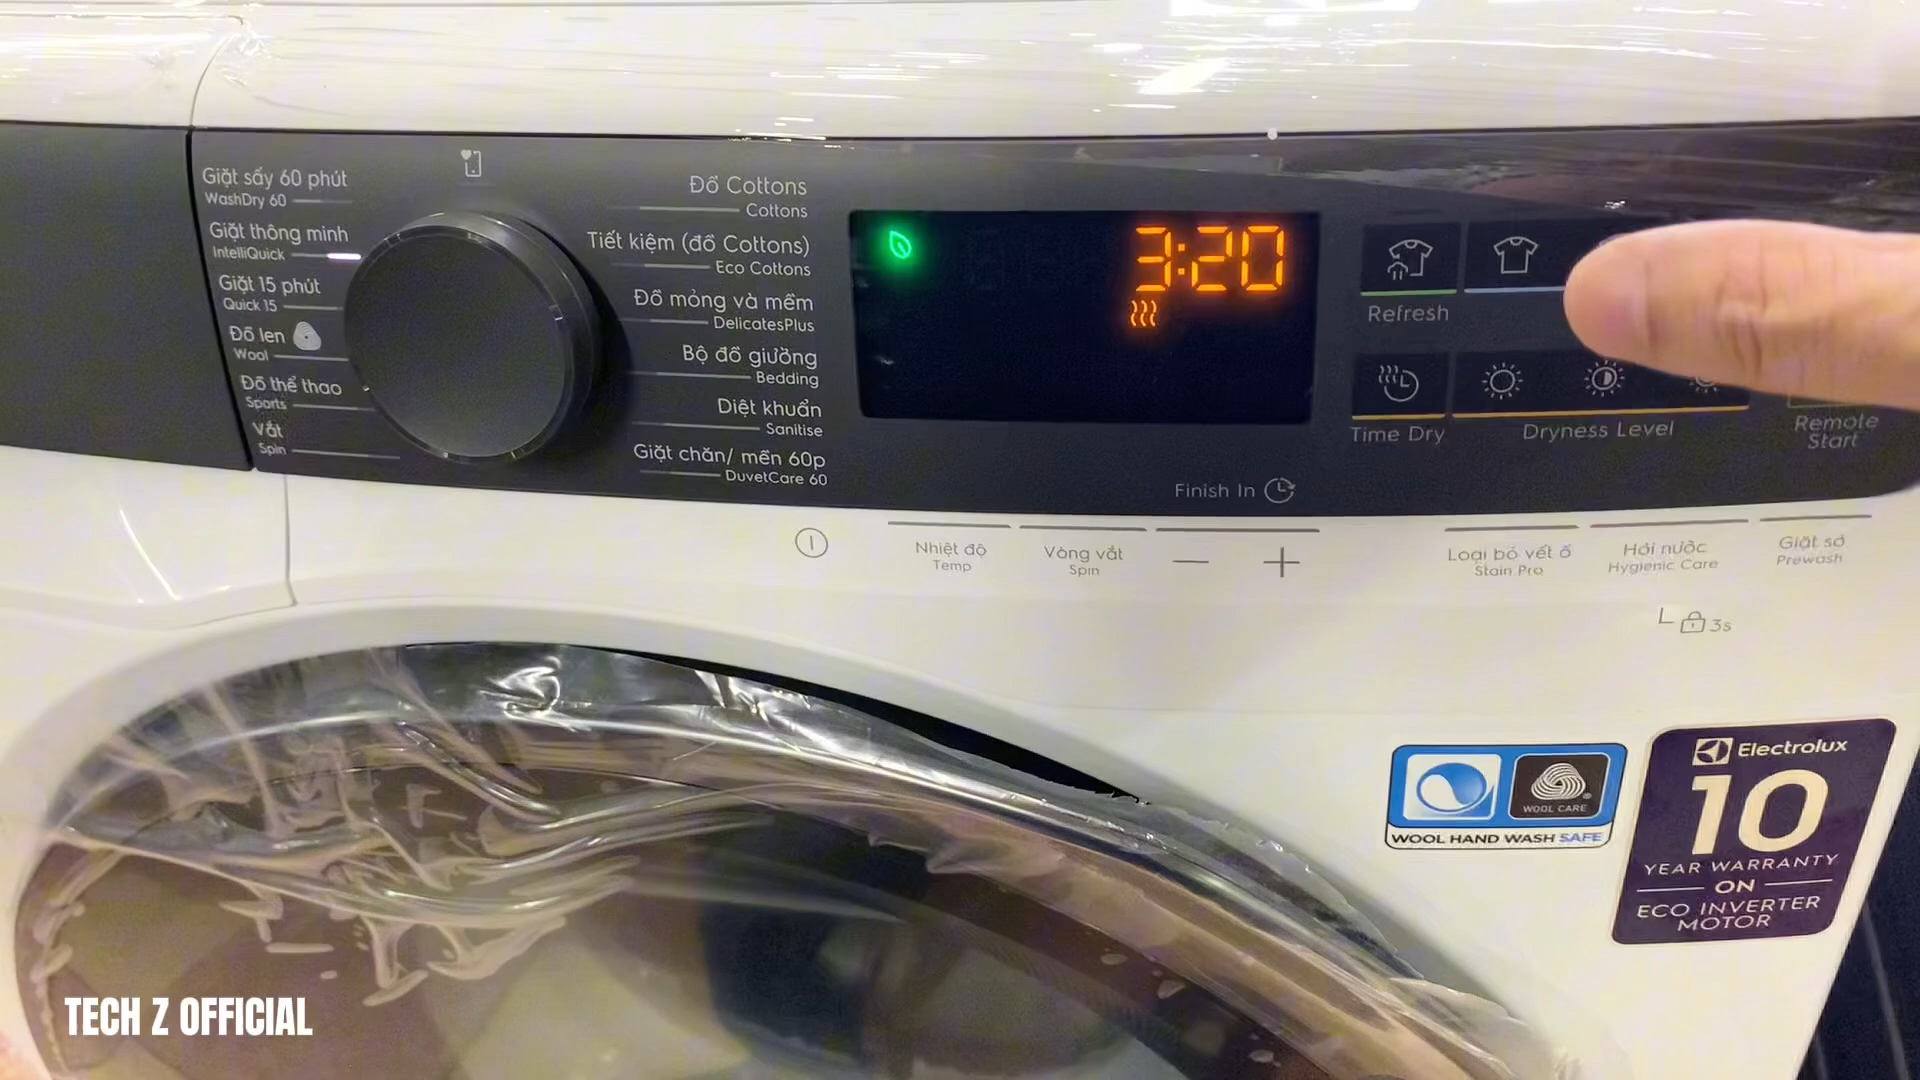 Giặt sấy 60 phút
WashDry 60
Giặt thông minh
IntelliQuick
Giặt 15 phút
Quick 15
Đồ len
Wool
Đồ thể thao
Sports
Vắt
Spin
Đồ Cottons
Cottons
Tiết kiệm (đồ Cottons)
Eco Cottons
Đồ mỏng và mềm
DelicatesPlus
Bộ đồ giường
Bedding
Diệt khuẩn
Sanitise
Giặt chăn/ mền 60p
DuvetCare 60
3:20
Refresh
Time Dry
Dryness Level
Remote
Start
Finish In
Nhiệt độ
Temp
Vòng vắt
Spin
− +
Loại bỏ vết ố
Stain Pro
Hơi nước
Hygienic Care
Giặt sơ
Prewash
3s
WOOL CARE
WOOL HAND WASH SAFE
Electrolux
10
YEAR WARRANTY
ON
ECO INVERTER
MOTOR
TECH Z OFFICIAL